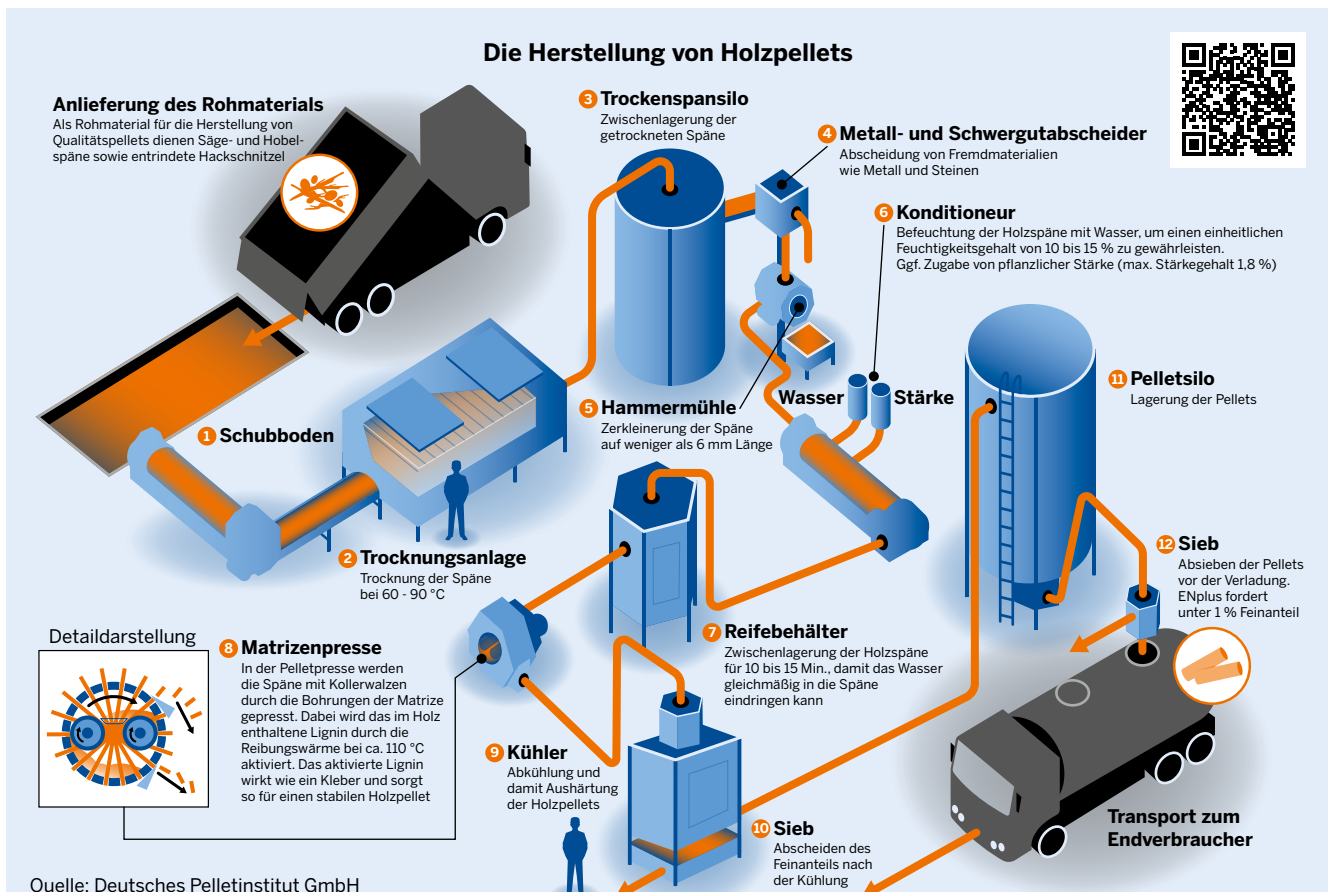 Die Herstellung von Holzpellets
Anlieferung des Rohmaterials
Als Rohmaterial für die Herstellung von
Qualitätspellets dienen Säge- und Hobel-
späne sowie entrindete Hackschnitzel
1 Schubboden
2 Trocknungsanlage
Trocknung der Späne
bei 60 - 90 °C
3 Trockenspansilo
Zwischenlagerung der
getrockneten Späne
4 Metall- und Schwergutabscheider
Abscheidung von Fremdmaterialien
wie Metall und Steinen
5 Hammermühle
Zerkleinerung der Späne
auf weniger als 6 mm Länge
6 Konditioneur
Befeuchtung der Holzspäne mit Wasser, um einen einheitlichen
Feuchtigkeitsgehalt von 10 bis 15 % zu gewährleisten.
Ggf. Zugabe von pflanzlicher Stärke (max. Stärkegehalt 1,8 %)
Wasser
Stärke
7 Reifebehälter
Zwischenlagerung der Holzspäne
für 10 bis 15 Min., damit das Wasser
gleichmäßig in die Späne
eindringen kann
Detaildarstellung
8 Matrizenpresse
In der Pelletpresse werden
die Späne mit Kollerwalzen
durch die Bohrungen der Matrize
gepresst. Dabei wird das im Holz
enthaltene Lignin durch die
Reibungswärme bei ca. 110 °C
aktiviert. Das aktivierte Lignin
wirkt wie ein Kleber und sorgt
so für einen stabilen Holzpellet
9 Kühler
Abkühlung und
damit Aushärtung
der Holzpellets
10 Sieb
Abscheiden des
Feinanteils nach
der Kühlung
11 Pelletsilo
Lagerung der Pellets
12 Sieb
Absieben der Pellets
vor der Verladung.
ENplus fordert
unter 1 % Feinanteil
Transport zum
Endverbraucher
Quelle: Deutsches Pelletinstitut GmbH